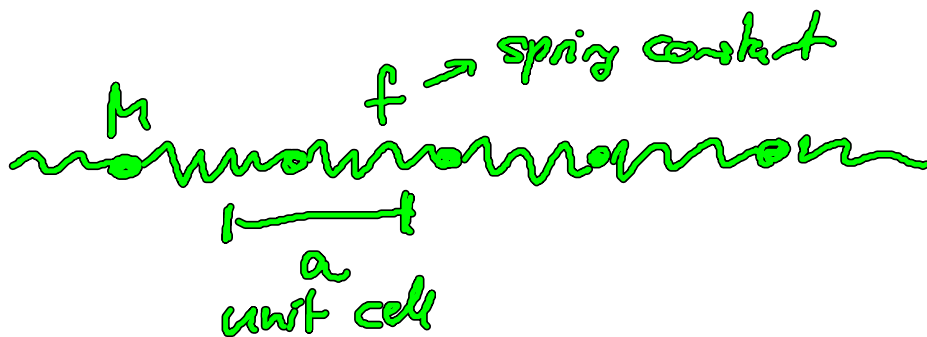 f → spring constant
M
a
unit cell